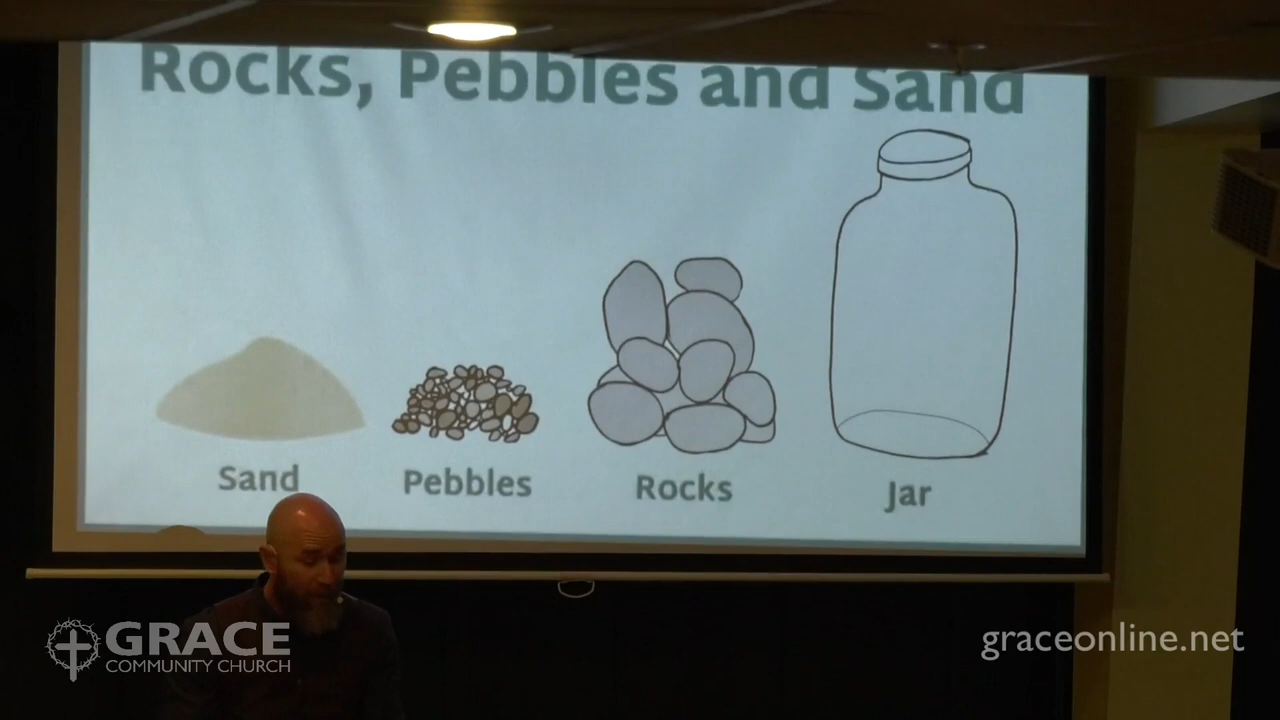 Rocks, Pebbles and Sand
Sand
Pebbles
Rocks
Jar
GRACE
COMMUNITY CHURCH
graceonline.net